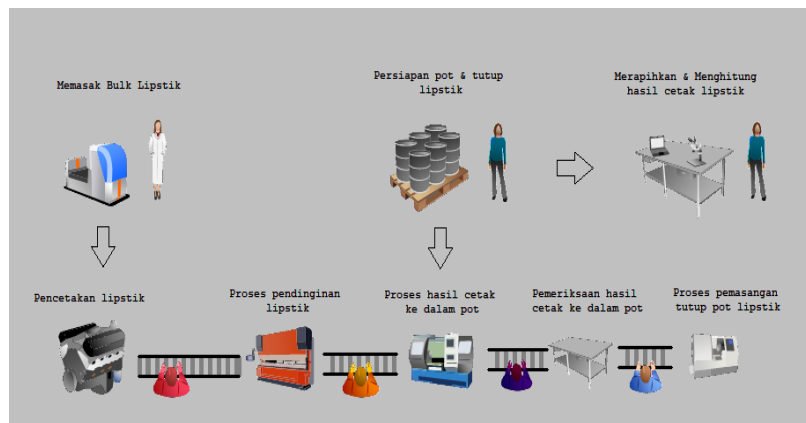 Memasak Bulk Lipstik
Persiapan pot & tutup
lipstik
Merapihkan & Menghitung
hasil cetak lipstik
Pencetakan lipstik
Proses pendinginan
lipstik
Proses hasil cetak
ke dalam pot
Pemeriksaan hasil
cetak ke dalam pot
Proses pemasangan
tutup pot lipstik